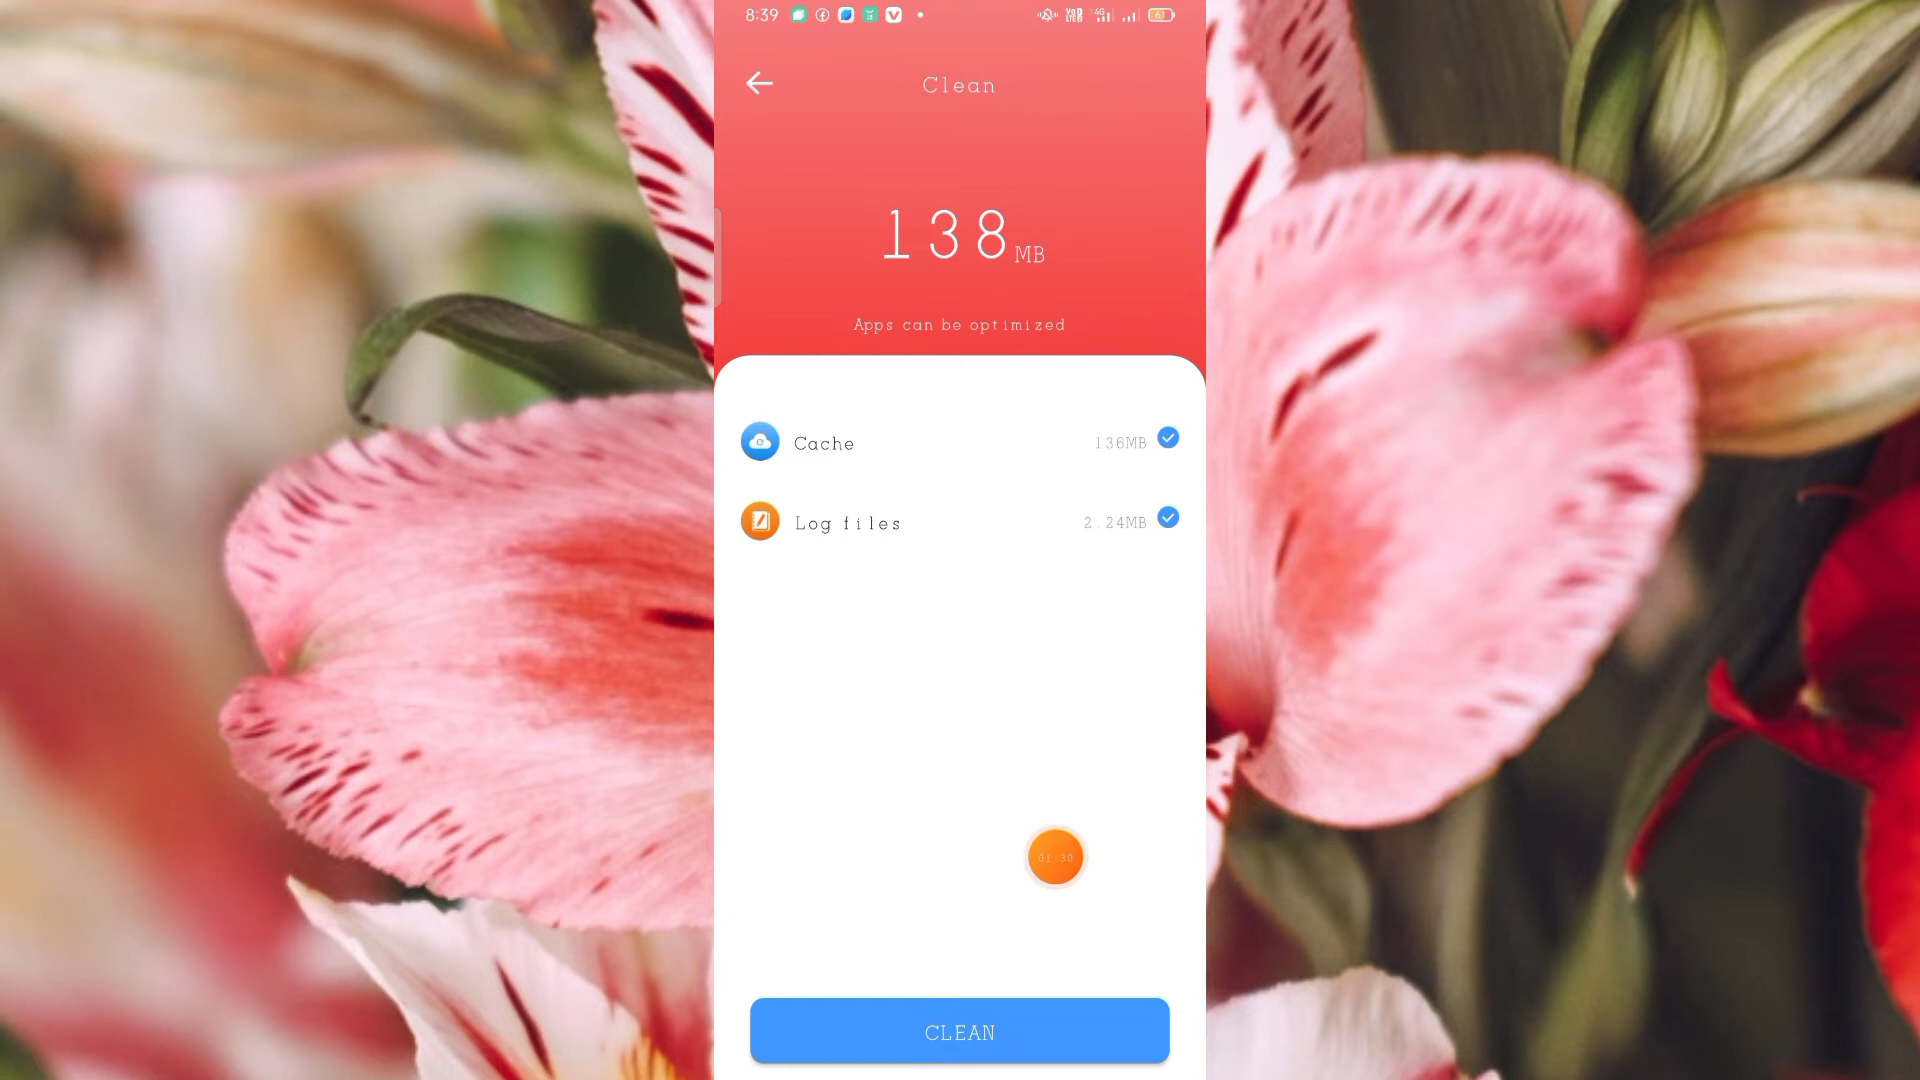 8:39
Clean
138 MB
Apps can be optimized
Cache 136MB
Log files 2.24MB
01:30
CLEAN